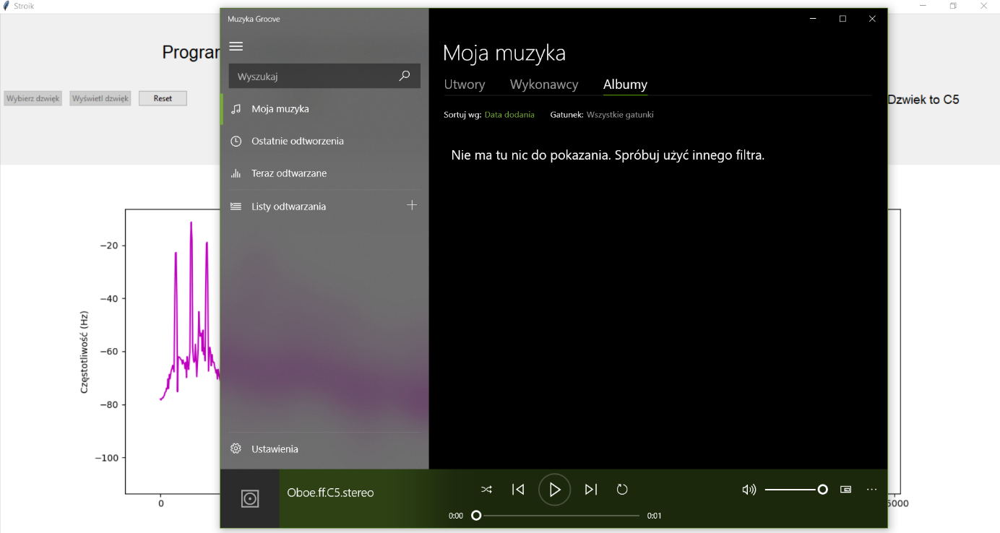 Stroik
Muzyka Groove
Program
Moja muzyka
Wyszukaj
Utwory Wykonawcy Albumy
Wybierz dzwięk Wyświetl dzwięk Reset
Dzwiek to C5
Moja muzyka
Sortuj wg: Data dodania Gatunek: Wszystkie gatunki
Ostatnie odtworzenia
Nie ma tu nic do pokazania. Spróbuj użyć innego filtra.
Teraz odtwarzane
Listy odtwarzania
−20
−40
−60
−80
−100
Częstotliwość (Hz)
0
5000
Ustawienia
Oboe.ff.C5.stereo
0:00 0:01